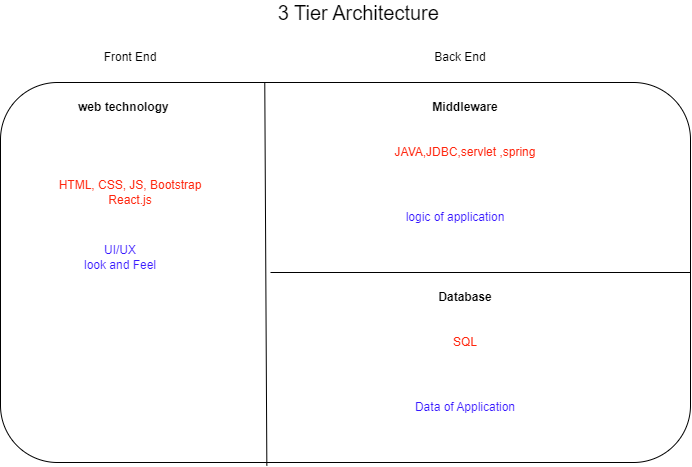 3 Tier Architecture
Front End
Back End
web technology
HTML, CSS, JS, Bootstrap
React.js
UI/UX
look and Feel
Middleware
JAVA,JDBC,servlet ,spring
logic of application
Database
SQL
Data of Application